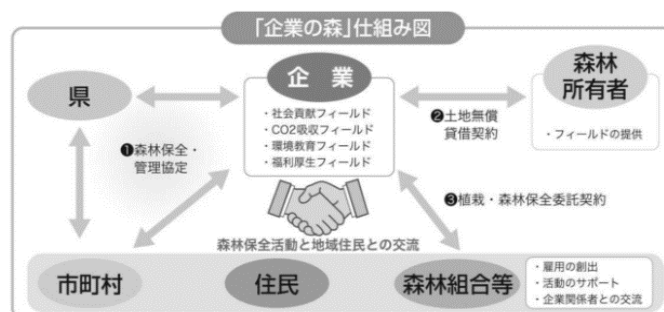 「企業の森」仕組み図
県
企業
・社会貢献フィールド
・CO2吸収フィールド
・環境教育フィールド
・福利厚生フィールド
森林
所有者
・フィールドの提供
❶森林保全・
管理協定
❷土地無償
貸借契約
❸植栽・森林保全委託契約
森林保全活動と地域住民との交流
市町村
住民
森林組合等
・雇用の創出
・活動のサポート
・企業関係者との交流